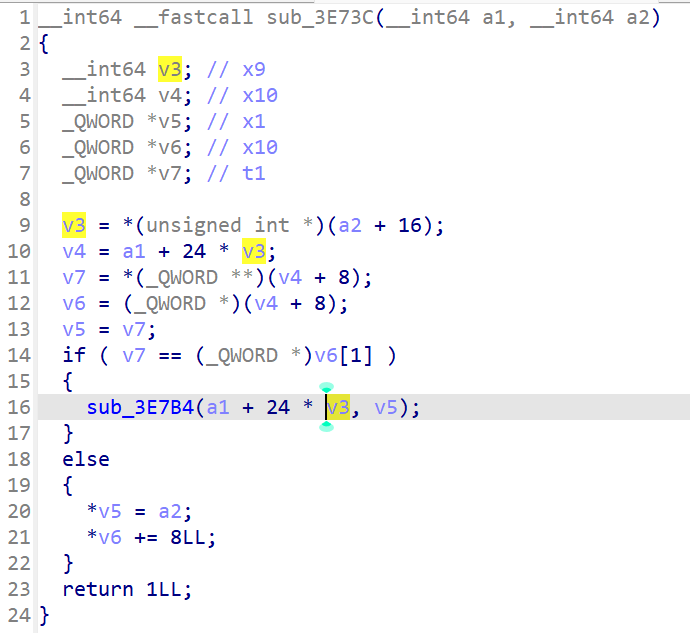 1 __int64 __fastcall sub_3E73C(__int64 a1, __int64 a2)
2 {
3   __int64 v3; // x9
4   __int64 v4; // x10
5   _QWORD *v5; // x1
6   _QWORD *v6; // x10
7   _QWORD *v7; // t1
8
9   v3 = *(unsigned int *)(a2 + 16);
10   v4 = a1 + 24 * v3;
11   v7 = *(_QWORD **)(v4 + 8);
12   v6 = (_QWORD *)(v4 + 8);
13   v5 = v7;
14   if ( v7 == (_QWORD *)v6[1] )
15   {
16     sub_3E7B4(a1 + 24 * v3, v5);
17   }
18   else
19   {
20     *v5 = a2;
21     *v6 += 8LL;
22   }
23   return 1LL;
24 }